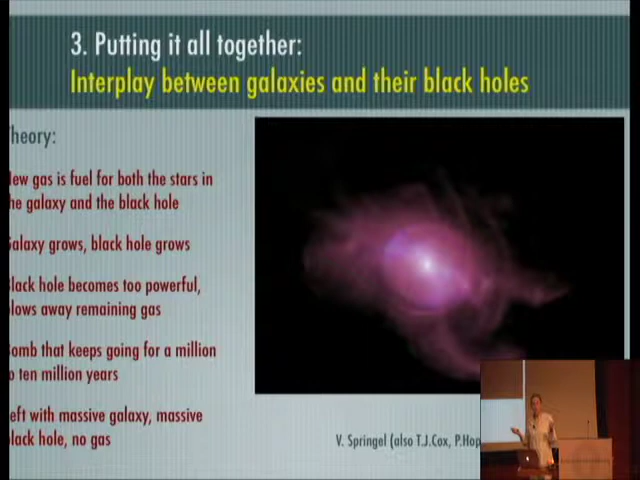 3. Putting it all together:
Interplay between galaxies and their black holes
heory:
ew gas is fuel for both the stars in
he galaxy and the black hole
alaxy grows, black hole grows
lack hole becomes too powerful,
lows away remaining gas
omb that keeps going for a million
o ten million years
eft with massive galaxy, massive
lack hole, no gas
V. Springel (also T.J.Cox, P.Hop